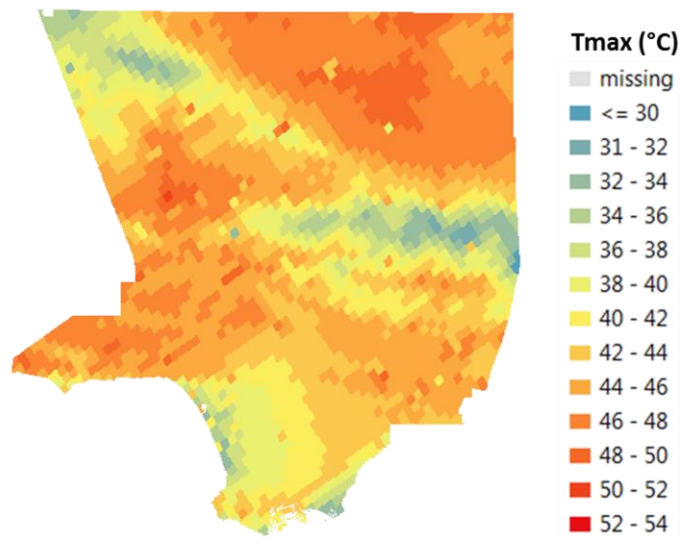 Tmax (°C)
missing
<= 30
31 - 32
32 - 34
34 - 36
36 - 38
38 - 40
40 - 42
42 - 44
44 - 46
46 - 48
48 - 50
50 - 52
52 - 54